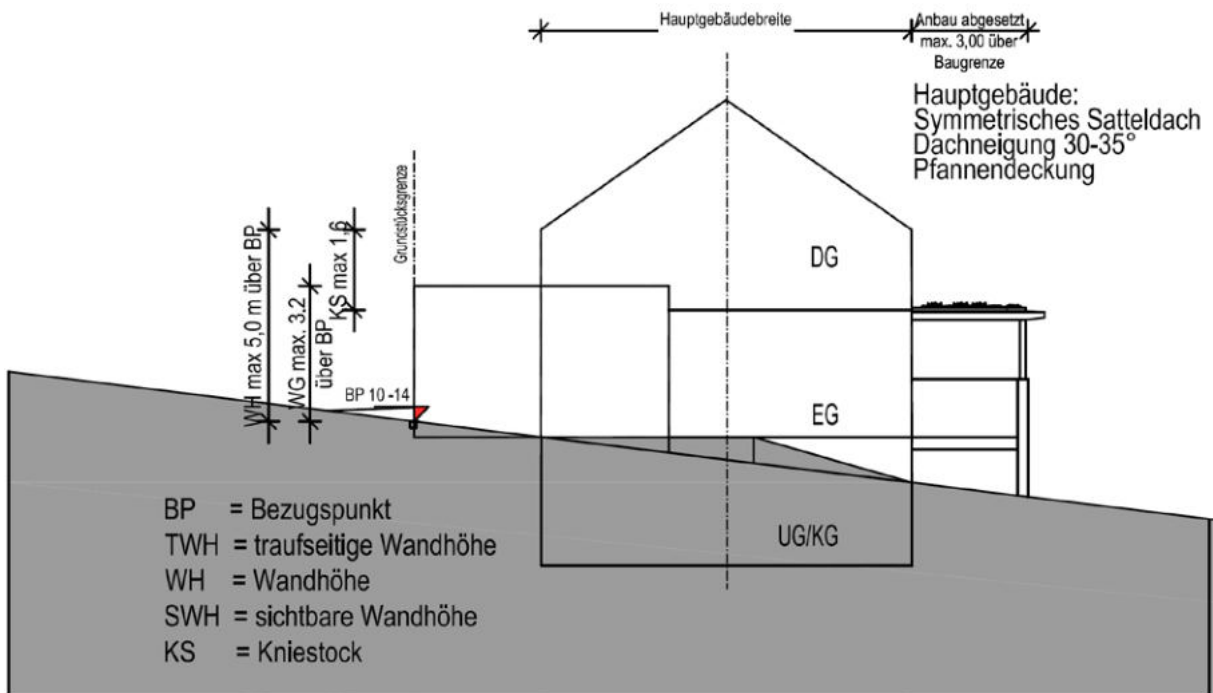 Hauptgebäudebreite
Anbau abgesetzt
max. 3,00 über
Baugrenze
Hauptgebäude:
Symmetrisches Satteldach
Dachneigung 30-35°
Pfannendeckung
Grundstücksgrenze
WH max 5,0 m über BP
WG max. 3.2
über BP
KS max 1,6
BP 10 -14
DG
EG
UG/KG
BP = Bezugspunkt
TWH = traufseitige Wandhöhe
WH = Wandhöhe
SWH = sichtbare Wandhöhe
KS = Kniestock